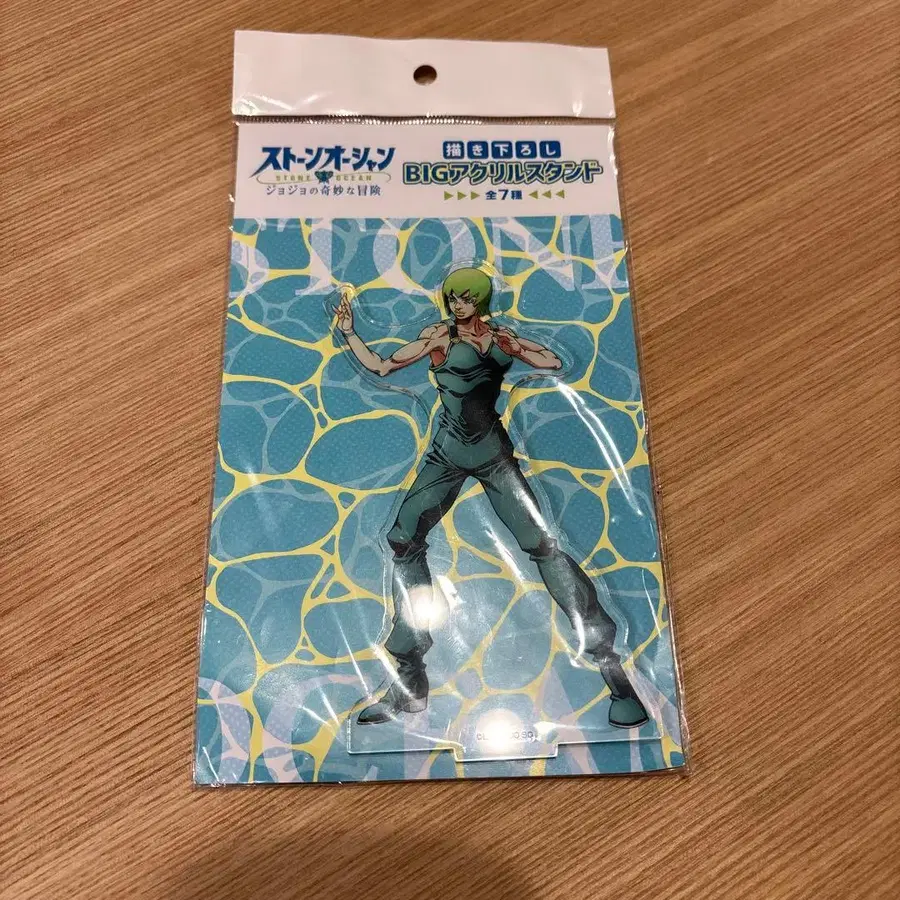 ストーンオーシャン
STONE OCEAN
ジョジョの奇妙な冒険
描き下ろし
BIGアクリルスタンド
▶▶▶ 全7種 ◀◀◀
STONE